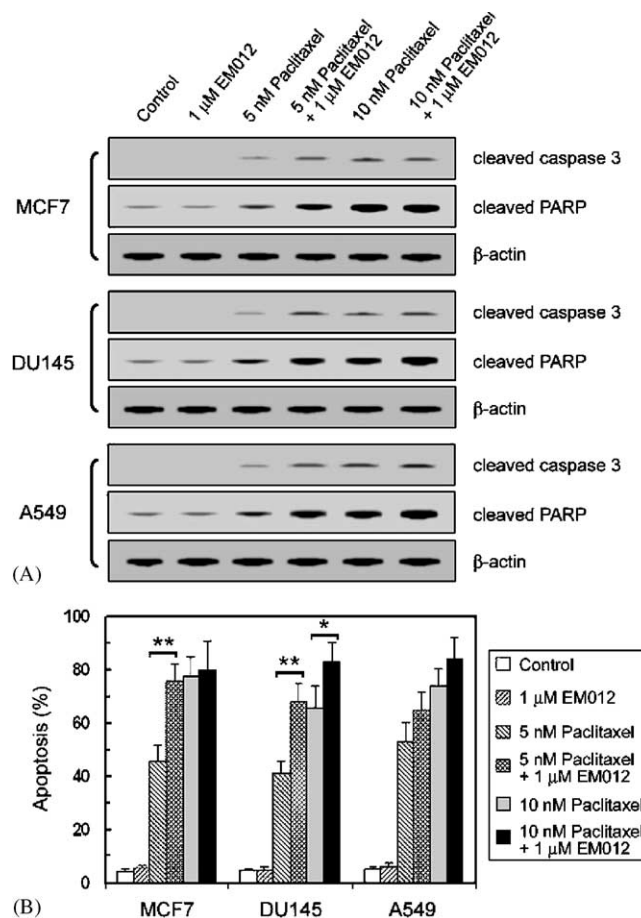 (A)
Control
1 μM EM012
5 nM Paclitaxel
5 nM Paclitaxel
+ 1 μM EM012
10 nM Paclitaxel
10 nM Paclitaxel
+ 1 μM EM012
MCF7
cleaved caspase 3
cleaved PARP
β-actin
DU145
cleaved caspase 3
cleaved PARP
β-actin
A549
cleaved caspase 3
cleaved PARP
β-actin
(B)
Apoptosis (%)
100
80
60
40
20
0
**
**
*
MCF7
DU145
A549
Control
1 μM EM012
5 nM Paclitaxel
5 nM Paclitaxel
+ 1 μM EM012
10 nM Paclitaxel
10 nM Paclitaxel
+ 1 μM EM012